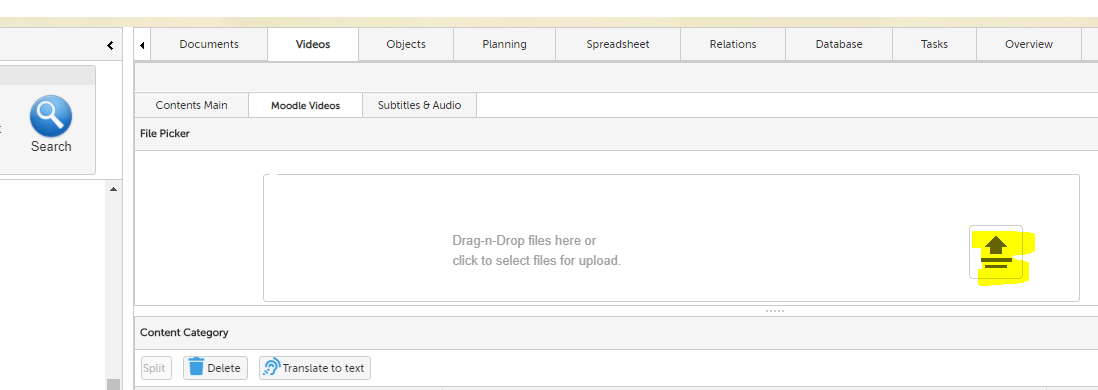 Documents Videos Objects Planning Spreadsheet Relations Database Tasks Overview
Search
Contents Main Moodle Videos Subtitles & Audio
File Picker
Drag-n-Drop files here or
click to select files for upload.
Content Category
Split Delete Translate to text